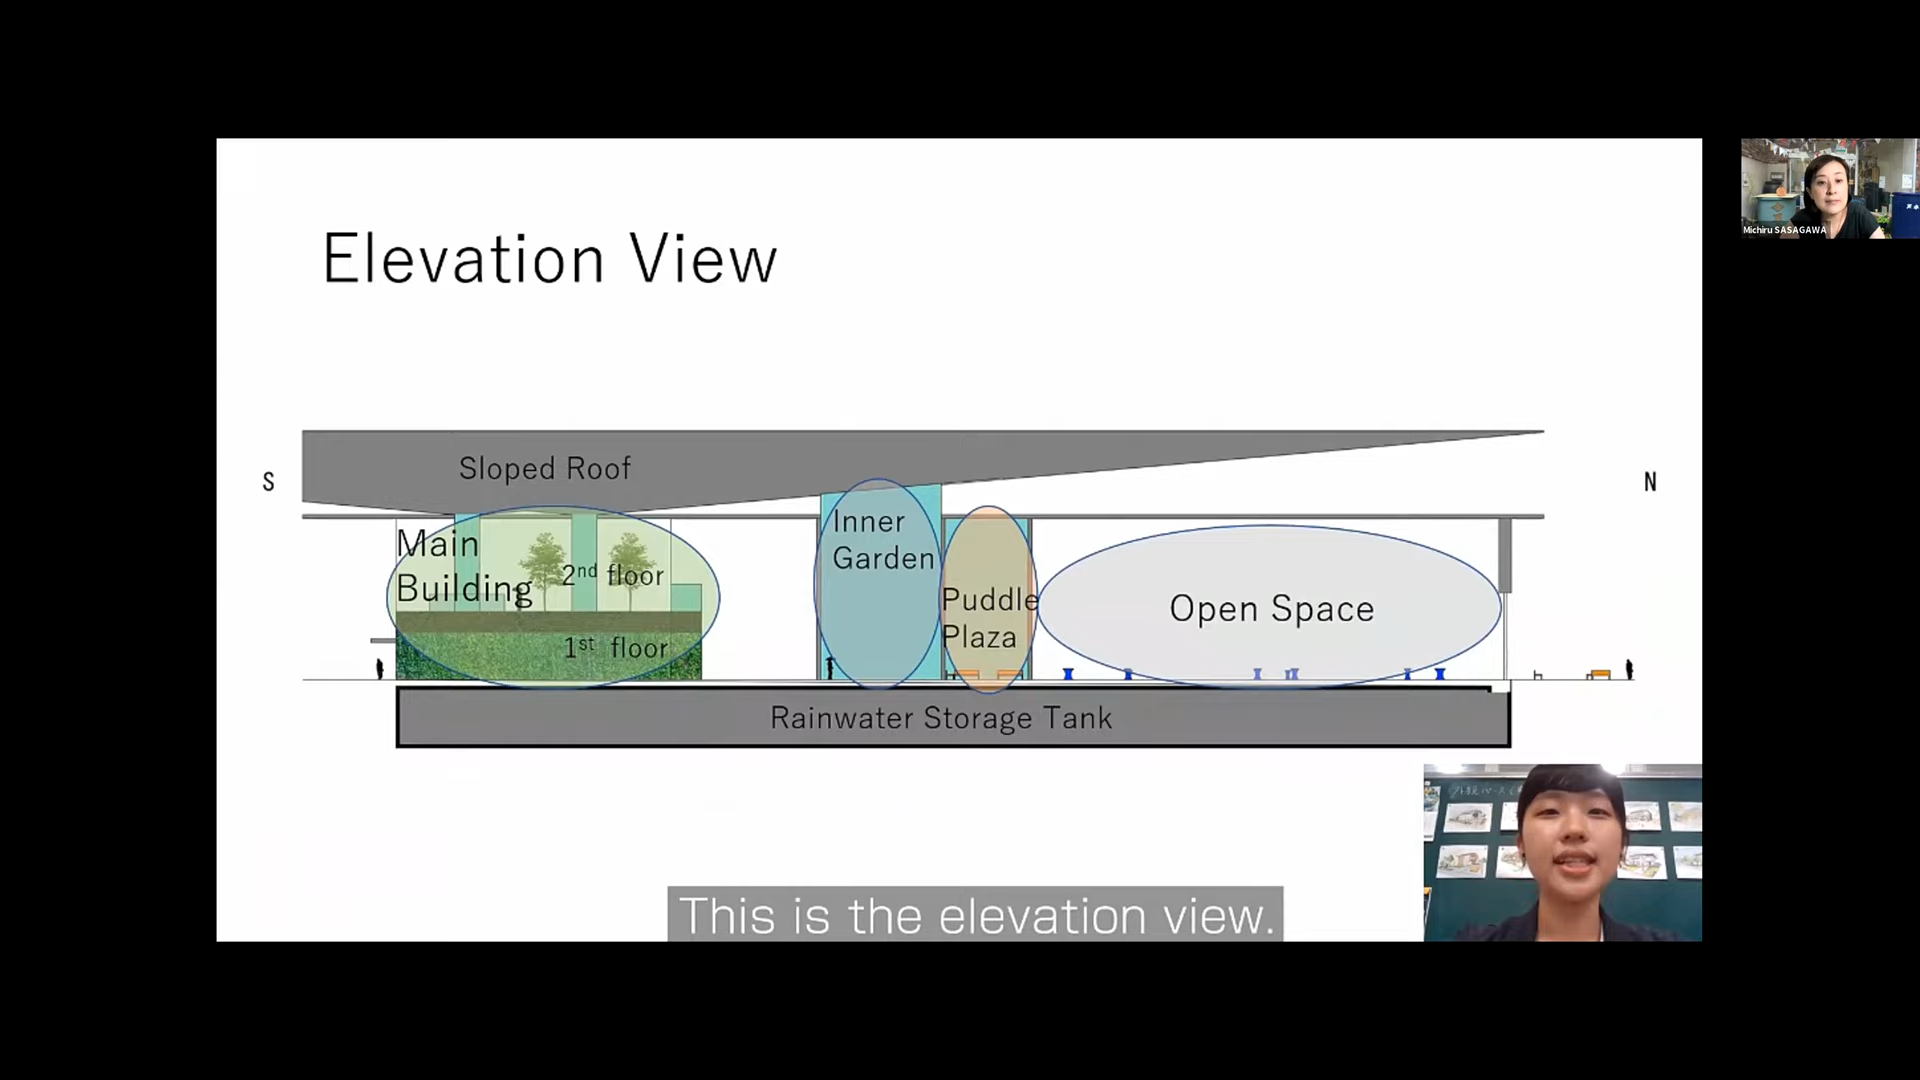 Elevation View
Sloped Roof
S
N
Inner
Garden
Main
Building
2nd floor
1st floor
Puddle
Plaza
Open Space
Rainwater Storage Tank
This is the elevation view.
Michiru SASAGAWA